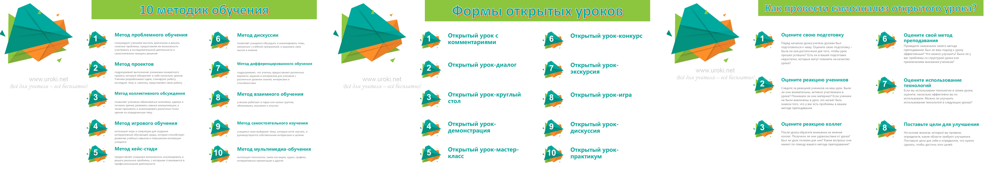 10 методик обучения
1
Метод проблемного обучения
стимулирует учеников мыслить критически и решать
сложные проблемы, предоставляя им возможность
участвовать в исследовательской деятельности и
самостоятельно находить решения
2
Метод проектов
подразумевает выполнение учениками конкретного
проекта, который объединяет в себе несколько уроков.
Ученики разрабатывают идею, планируют работу,
исследуют тему и, наконец, представляют свою работу.
3
Метод коллективного обсуждения
позволяет ученикам обмениваться мнениями, идеями и
точками зрения, развивать навыки коммуникации, а
также принимать и анализировать различные точки
зрения на определенную тему.
4
Метод игрового обучения
использует игры и симуляции для создания
интерактивной обучающей среды, которая способствует
развитию учебных навыков и повышению мотивации
учащихся.
5
Метод кейс-стади
предоставляет учащимся возможность анализировать и
решать реальные проблемы, с которыми сталкиваются в
профессиональной деятельности
6
Метод дискуссии
позволяет учащимся обсуждать и анализировать темы,
связанные с учебной программой, и выражать свои
мысли и мнения
7
Метод дифференцированного обучения
подразумевает, что учитель предоставляет различные
варианты заданий и материалов для учеников с
различным уровнем знаний, интересами и
способностями
8
Метод взаимного обучения
ученики работают в парах или малых группах,
обмениваясь знаниями и опытом
9
Метод самостоятельного изучения
учащиеся сами выбирают темы, которые хотят изучать, и
руководствуются собственными интересами и целями
10
Метод мультимедиа-обучения
использует технологии, такие как видео, аудио, графика,
интерактивные презентации и другие
www.uroki.net
Всё для учителя – всё бесплатно!
Формы открытых уроков
1
Открытый урок с
комментариями
2
Открытый урок-диалог
3
Открытый урок-круглый
стол
4
Открытый урок-
демонстрация
5
Открытый урок-мастер-
класс
6
Открытый урок-конкурс
7
Открытый урок-
экскурсия
8
Открытый урок-игра
9
Открытый урок-
дискуссия
10
Открытый урок-
практикум
www.uroki.net
Всё для учителя – всё бесплатно!
Как провести самоанализ открытого урока?
1
Оцените свою подготовку
Перед началом урока учитель должен был
подготовиться к нему. Оцените свою подготовку –
была ли она достаточной для того, чтобы урок
прошел успешно? Есть ли в вашей подготовке
недостатки, которые могут повлиять на качество
урока?
2
Оцените реакцию учеников
Следите за реакцией учеников на ваш урок. Были
ли они внимательны, активно участвовали в
уроке? Понимали ли они материал? Если ученики
не были вовлечены в урок, это может быть
знаком того, что у вас есть проблемы в вашем
методе преподавания
3
Оцените реакцию коллег
После урока обратите внимание на мнение
коллег. Получили ли они удовольствие от урока?
Был ли урок полезен для них? Какие вопросы они
имеют по поводу вашего метода преподавания?
6
Оцените свой метод
преподавания
Проведите самоанализ своего метода
преподавания. Был ли ваш подход к уроку
эффективным? Что можно улучшить? Были ли у
вас проблемы со структурой урока или
привлечением внимания учеников?
7
Оцените использование
технологий
Если вы использовали технологии в своем уроке,
оцените, насколько эффективно вы их
использовали. Можно ли улучшить
использование технологий в следующих уроках?
8
Поставьте цели для улучшения
На основе анализа, который вы провели,
определите, какие области требуют улучшения.
Поставьте цели для себя и определите, что нужно
сделать, чтобы достичь этих целей.
www.uroki.net
Всё для учителя – всё бесплатно!